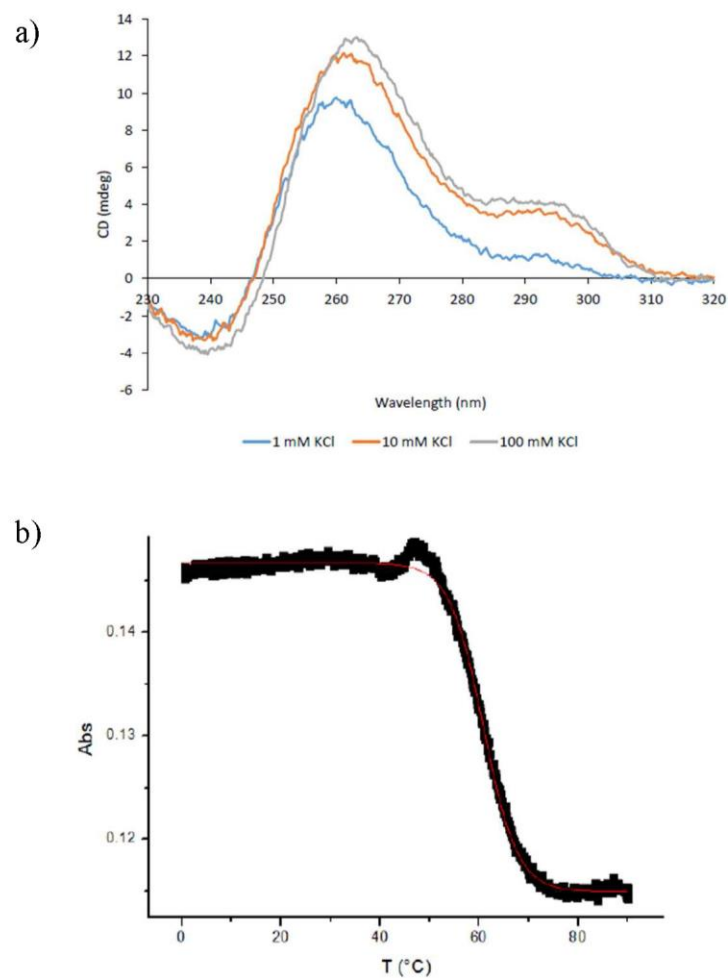 a)
14
12
10
8
6
4
2
0
-2
-4
-6
CD (mdeg)
230 240 250 260 270 280 290 300 310 320
Wavelength (nm)
1 mM KCl 10 mM KCl 100 mM KCl
b)
0.14
0.13
0.12
Abs
0 20 40 60 80
T (°C)